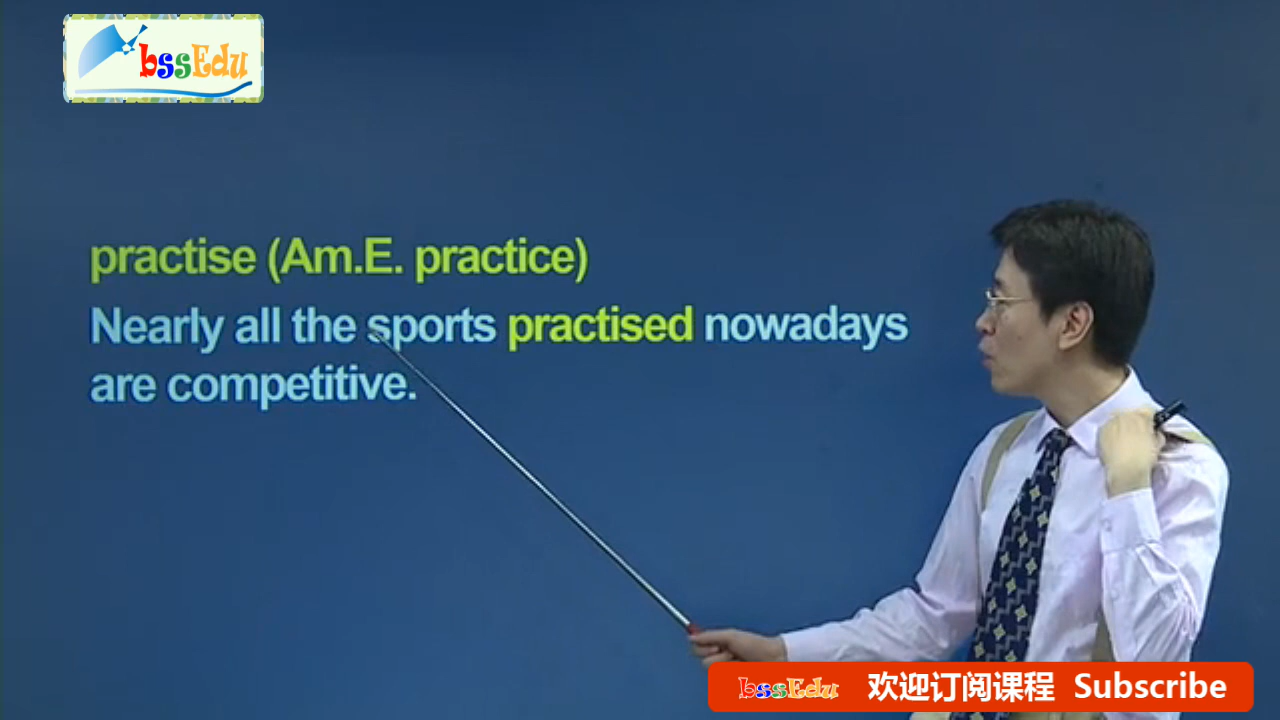 bssEdu
practise (Am.E. practice)
Nearly all the sports practised nowadays
are competitive.
bssEdu 欢迎订阅课程 Subscribe